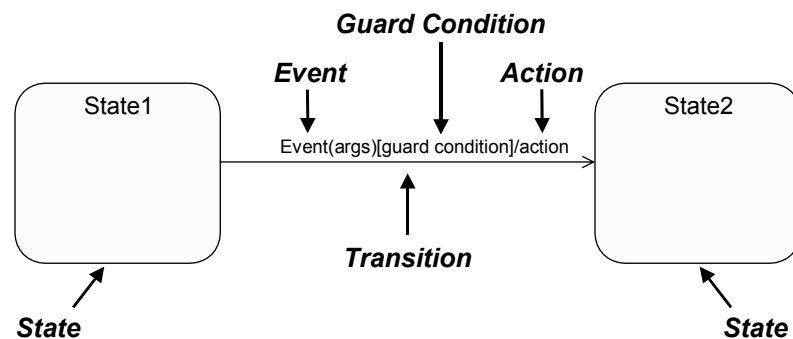 Guard Condition
Event
Action
State1
State2
Event(args)[guard condition]/action
Transition
State
State